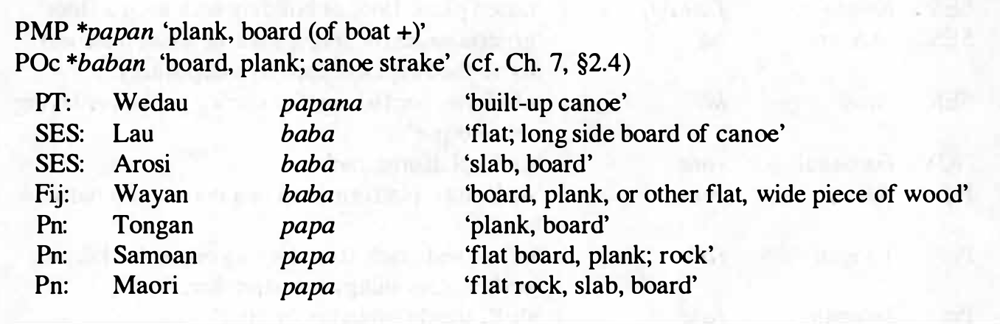 PMP *papan ‘plank, board (of boat +)’
POc *baban ‘board, plank; canoe strake’ (cf. Ch. 7, §2.4)
PT: Wedau papana ‘built-up canoe’
SES: Lau baba ‘flat; long side board of canoe’
SES: Arosi baba ‘slab, board’
Fij: Wayan baba ‘board, plank, or other flat, wide piece of wood’
Pn: Tongan papa ‘plank, board’
Pn: Samoan papa ‘flat board, plank; rock’
Pn: Maori papa ‘flat rock, slab, board’